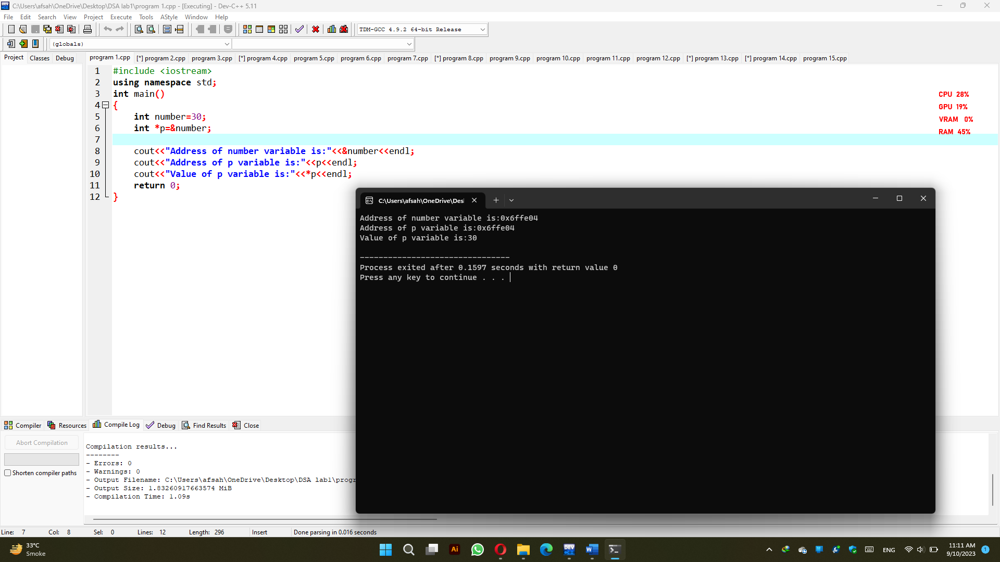 C:\Users\afsah\OneDrive\Desktop\DSA lab1\program 1.cpp - [Executing] - Dev-C++ 5.11
File Edit Search View Project Execute Tools AStyle Window Help
TDM-GCC 4.9.2 64-bit Release
(globals)
Project Classes Debug
program 1.cpp [*] program 2.cpp program 3.cpp [*] program 4.cpp program 5.cpp program 6.cpp program 7.cpp [*] program 8.cpp program 9.cpp program 10.cpp program 11.cpp program 12.cpp [*] program 13.cpp [*] program 14.cpp program 15.cpp
1 #include <iostream>
2 using namespace std;
3 int main()
4 {
5 int number=30;
6 int *p=&number;
7
8 cout<<"Address of number variable is:"<<&number<<endl;
9 cout<<"Address of p variable is:"<<p<<endl;
10 cout<<"Value of p variable is:"<<*p<<endl;
11 return 0;
12 }
CPU 28%
GPU 19%
VRAM 0%
RAM 45%
C:\Users\afsah\OneDrive\Des
Address of number variable is:0x6ffe04
Address of p variable is:0x6ffe04
Value of p variable is:30
--------------------------------
Process exited after 0.1597 seconds with return value 0
Press any key to continue . . .
Compiler Resources Compile Log Debug Find Results Close
Abort Compilation
Shorten compiler paths
Compilation results...
--------
- Errors: 0
- Warnings: 0
- Output Filename: C:\Users\afsah\OneDrive\Desktop\DSA lab1\progr
- Output Size: 1.83260917663574 MiB
- Compilation Time: 1.09s
Line: 7 Col: 8 Sel: 0 Lines: 12 Length: 296 Insert Done parsing in 0.016 seconds
33°C
Smoke
Ai
DEV
C++
W
ENG
11:11 AM
9/10/2023
1